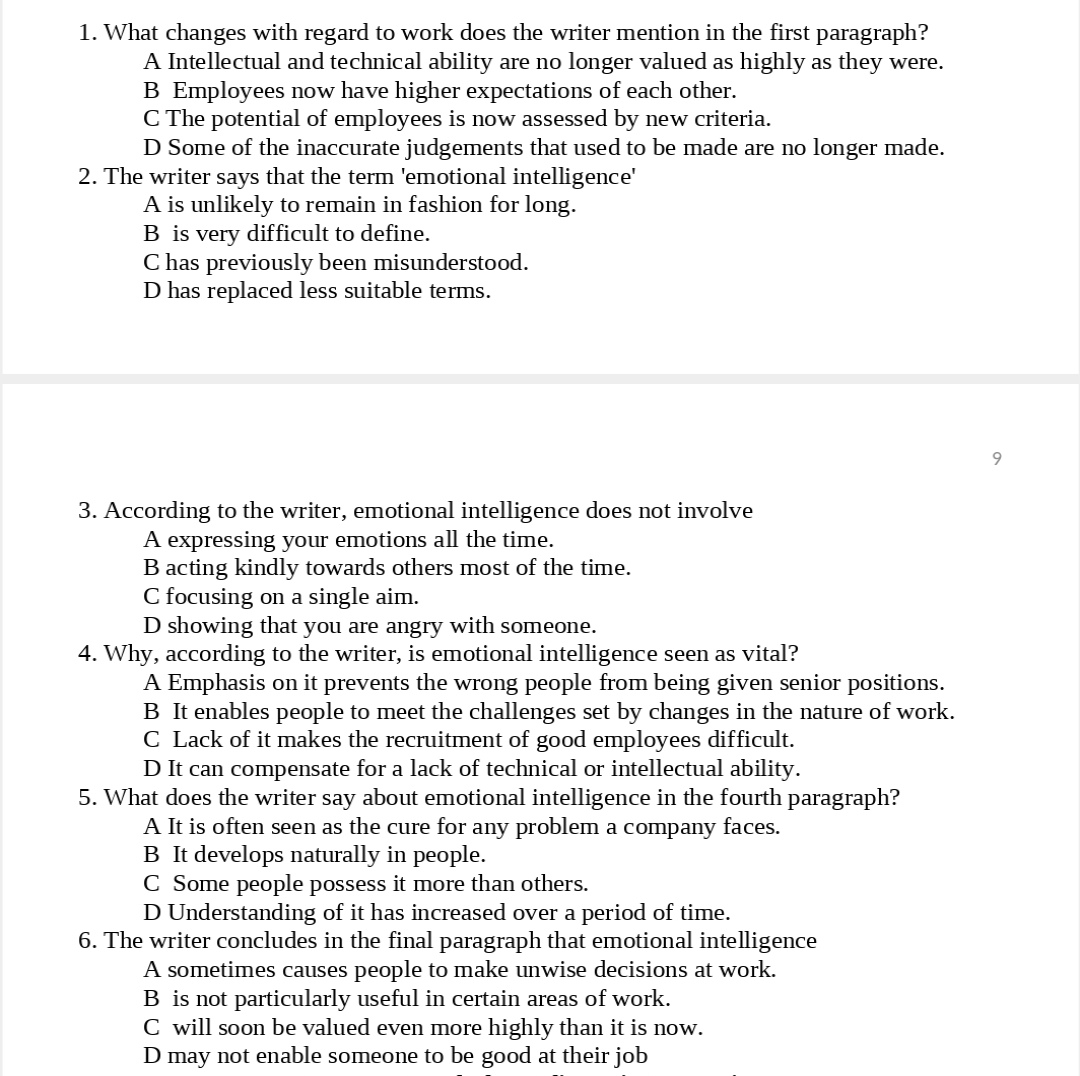 1. What changes with regard to work does the writer mention in the first paragraph?
A Intellectual and technical ability are no longer valued as highly as they were.
B Employees now have higher expectations of each other.
C The potential of employees is now assessed by new criteria.
D Some of the inaccurate judgements that used to be made are no longer made.
2. The writer says that the term 'emotional intelligence'
A is unlikely to remain in fashion for long.
B is very difficult to define.
C has previously been misunderstood.
D has replaced less suitable terms.
9
3. According to the writer, emotional intelligence does not involve
A expressing your emotions all the time.
B acting kindly towards others most of the time.
C focusing on a single aim.
D showing that you are angry with someone.
4. Why, according to the writer, is emotional intelligence seen as vital?
A Emphasis on it prevents the wrong people from being given senior positions.
B It enables people to meet the challenges set by changes in the nature of work.
C Lack of it makes the recruitment of good employees difficult.
D It can compensate for a lack of technical or intellectual ability.
5. What does the writer say about emotional intelligence in the fourth paragraph?
A It is often seen as the cure for any problem a company faces.
B It develops naturally in people.
C Some people possess it more than others.
D Understanding of it has increased over a period of time.
6. The writer concludes in the final paragraph that emotional intelligence
A sometimes causes people to make unwise decisions at work.
B is not particularly useful in certain areas of work.
C will soon be valued even more highly than it is now.
D may not enable someone to be good at their job